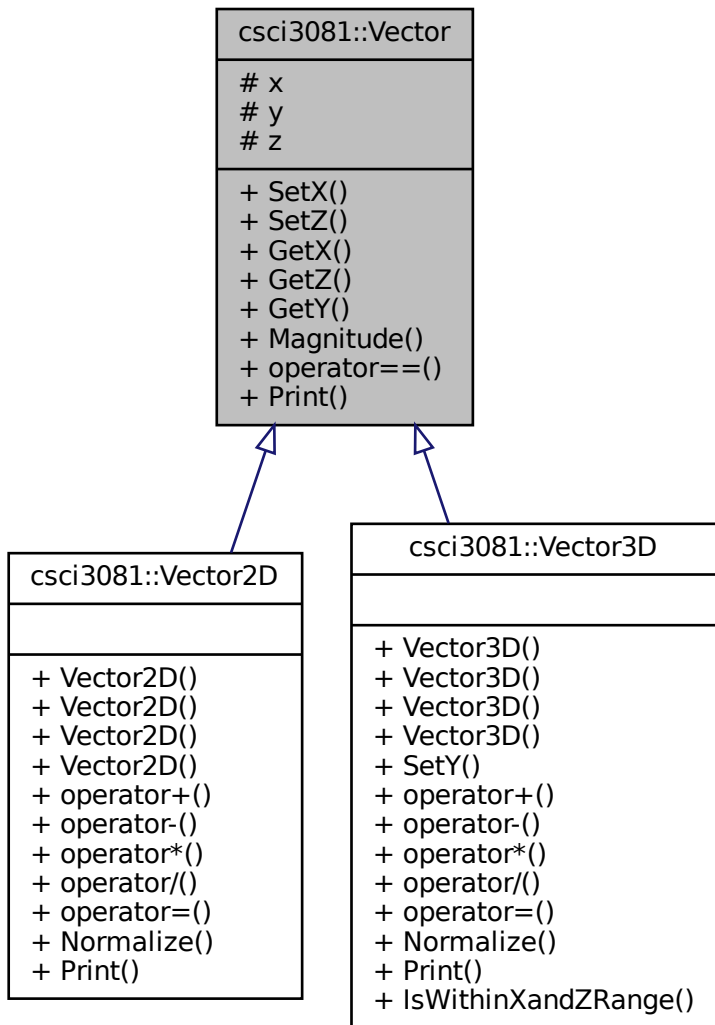 csci3081::Vector
# x
# y
# z
+ SetX()
+ SetZ()
+ GetX()
+ GetZ()
+ GetY()
+ Magnitude()
+ operator==()
+ Print()
csci3081::Vector2D
+ Vector2D()
+ Vector2D()
+ Vector2D()
+ Vector2D()
+ operator+()
+ operator-()
+ operator*()
+ operator/()
+ operator=()
+ Normalize()
+ Print()
csci3081::Vector3D
+ Vector3D()
+ Vector3D()
+ Vector3D()
+ Vector3D()
+ SetY()
+ operator+()
+ operator-()
+ operator*()
+ operator/()
+ operator=()
+ Normalize()
+ Print()
+ IsWithinXandZRange()